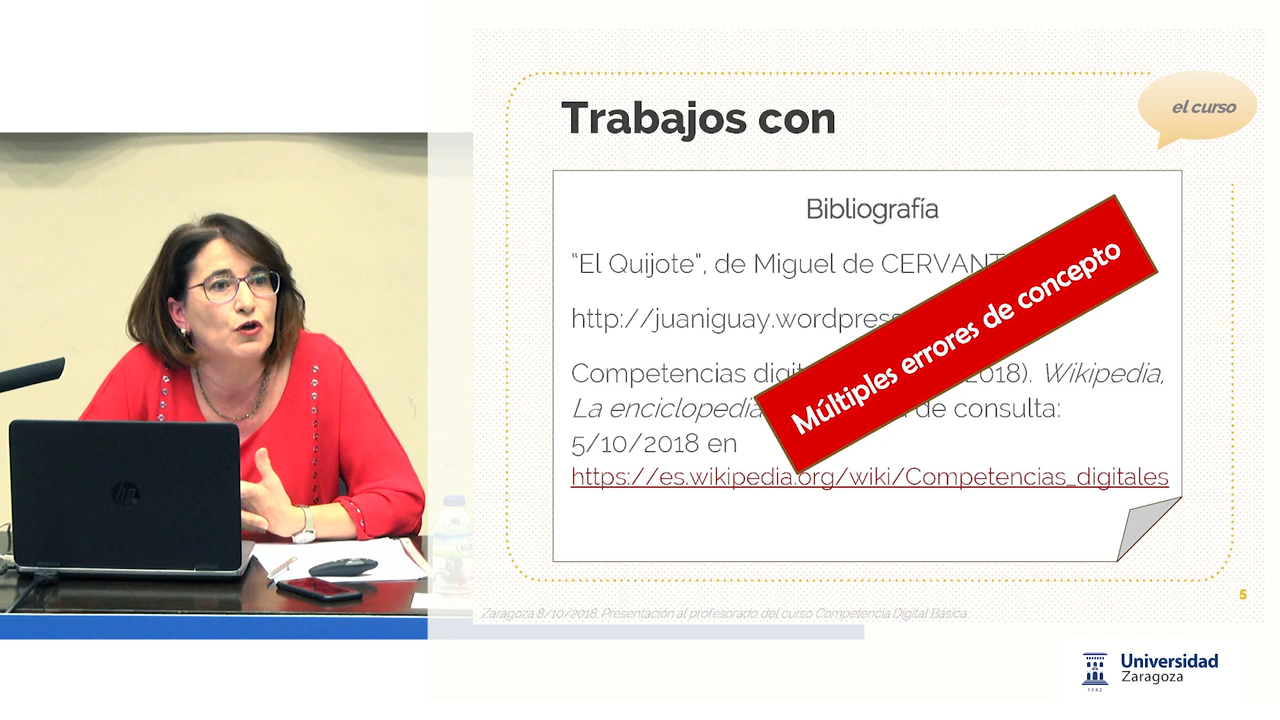 Trabajos con
el curso
Bibliografía
"El Quijote", de Miguel de CERVANT
http://juaniguay.wordpress
Múltiples errores de concepto
Competencias digit 2018). Wikipedia,
La enciclopedia de consulta:
5/10/2018 en
https://es.wikipedia.org/wiki/Competencias_digitales
5
Zaragoza 8/10/2018. Presentación al profesorado del curso Competencia Digital Básica
hp
Universidad
Zaragoza
1542